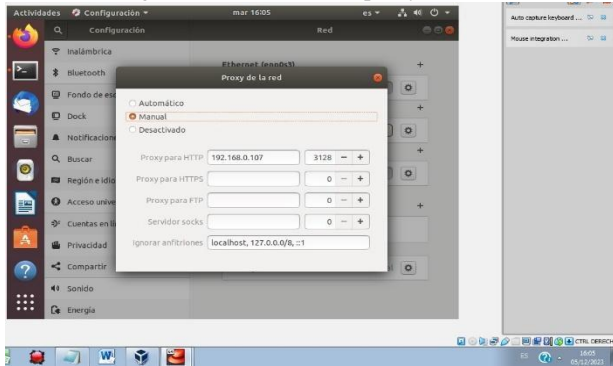 Actividades
Configuración
mar 16:05
es
Auto capture keyboard ...
Mouse integration ...
Configuración
Red
Inalámbrica
Bluetooth
Fondo de esc
Dock
Notificacione
Buscar
Región e idio
Acceso unive
Cuentas en lí
Privacidad
Compartir
Sonido
Energía
Ethernet (enp0s3)
Proxy de la red
Automático
Manual
Desactivado
Proxy para HTTP 192.168.0.107 3128 - +
Proxy para HTTPS 0 - +
Proxy para FTP 0 - +
Servidor socks 0 - +
Ignorar anfitriones localhost, 127.0.0.0/8, ::1
CTRL DERECH
ES
16:05
05/12/2023